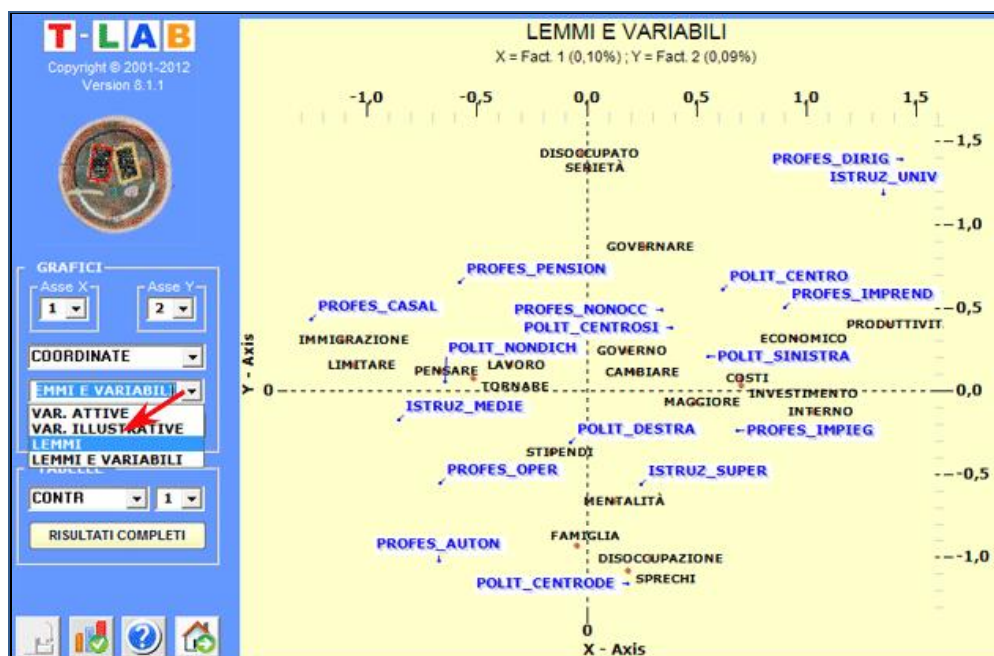 T-LAB
Copyright © 2001-2012
Version 8.1.1
GRAFICI
Asse X
Asse Y
1
2
COORDINATE
EMMI E VARIABILI
VAR. ATTIVE
VAR. ILLUSTRATIVE
LEMMI
LEMMI E VARIABILI
TABELLE
CONTR
1
RISULTATI COMPLETI
LEMMI E VARIABILI
X = Fact. 1 (0,10%) ; Y = Fact. 2 (0,09%)
-1,0
-0,5
0,0
0,5
1,0
1,5
DISOCCUPATO
SERIETÀ
PROFES_DIRIG
ISTRUZ_UNIV
1,5
1,0
GOVERNARE
PROFES_PENSION
POLIT_CENTRO
PROFES_CASAL
PROFES_NONOCC
PROFES_IMPREND
0,5
POLIT_CENTROSI
PRODUTTIVIT
IMMIGRAZIONE
POLIT_NONDICH
GOVERNO
ECONOMICO
POLIT_SINISTRA
LIMITARE
PENSARE
LAVORO
CAMBIARE
COSTI
TORNARE
Y - Axis
0
0,0
MAGGIORE
INVESTIMENTO
INTERNO
ISTRUZ_MEDIE
POLIT_DESTRA
PROFES_IMPIEG
STIPENDI
PROFES_OPER
ISTRUZ_SUPER
-0,5
MENTALITÀ
FAMIGLIA
PROFES_AUTON
DISOCCUPAZIONE
-1,0
POLIT_CENTRODE
SPRECHI
0
X - Axis